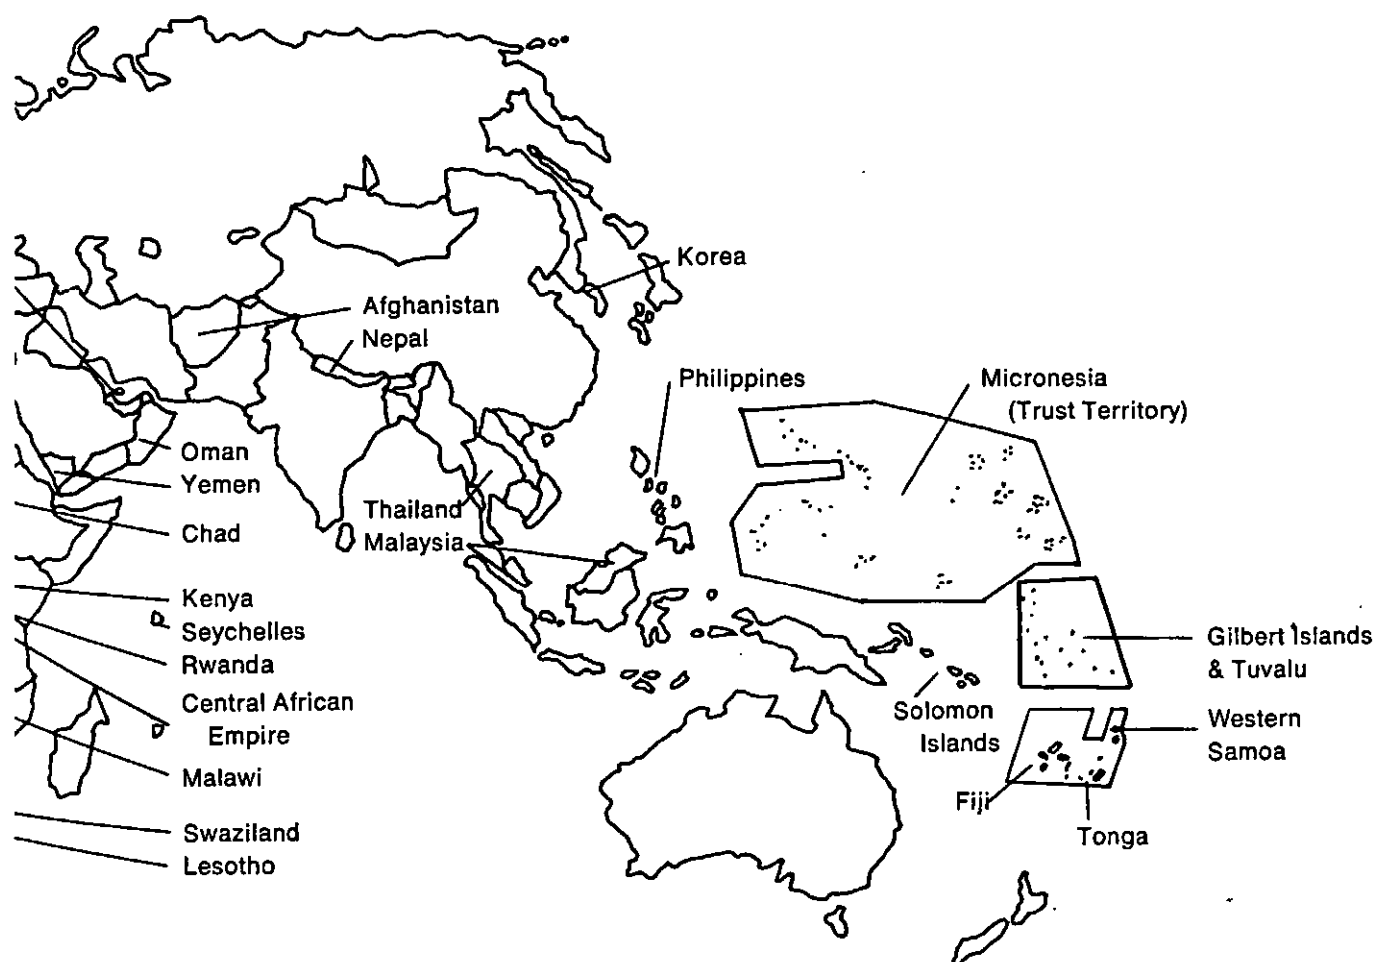 Korea
Afghanistan
Nepal
Philippines
Micronesia
(Trust Territory)
Oman
Yemen
Thailand
Malaysia
Chad
Kenya
Seychelles
Rwanda
Central African
Empire
Malawi
Swaziland
Lesotho
Gilbert Islands
& Tuvalu
Solomon
Islands
Western
Samoa
Fiji
Tonga